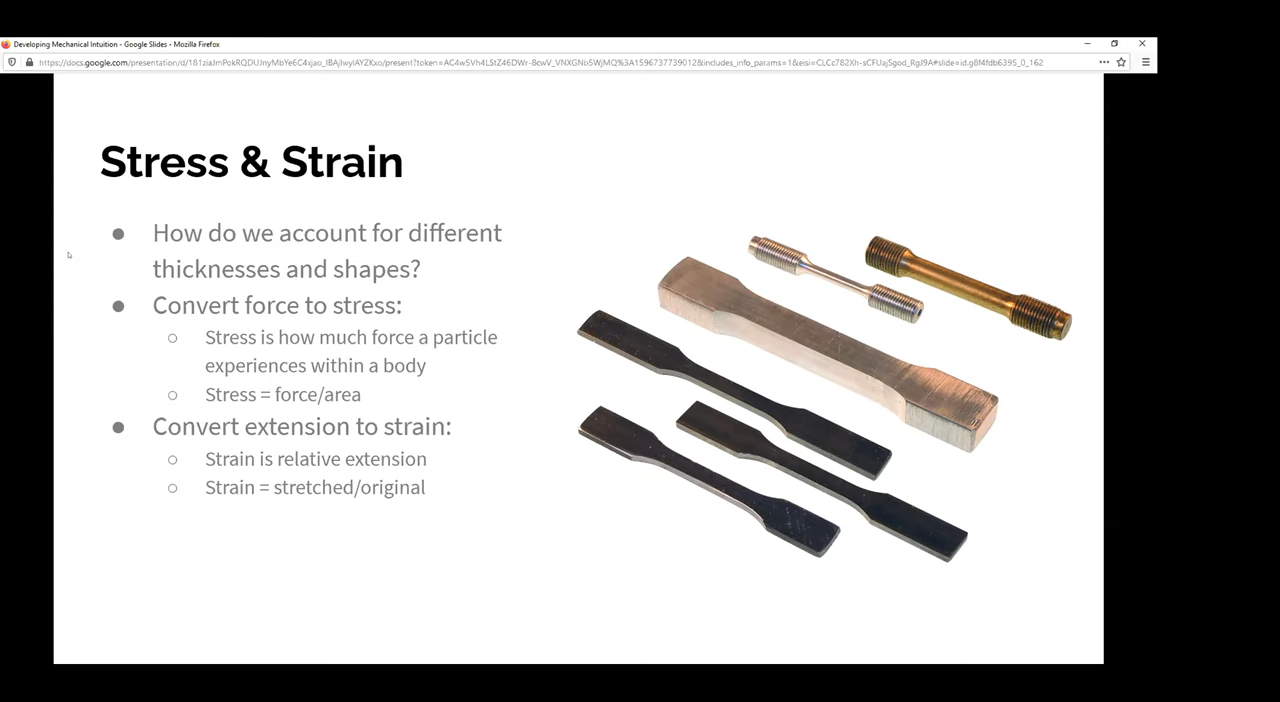 Developing Mechanical Intuition - Google Slides - Mozilla Firefox
Stress & Strain
How do we account for different
thicknesses and shapes?
Convert force to stress:
Stress is how much force a particle
experiences within a body
Stress = force/area
Convert extension to strain:
Strain is relative extension
Strain = stretched/original